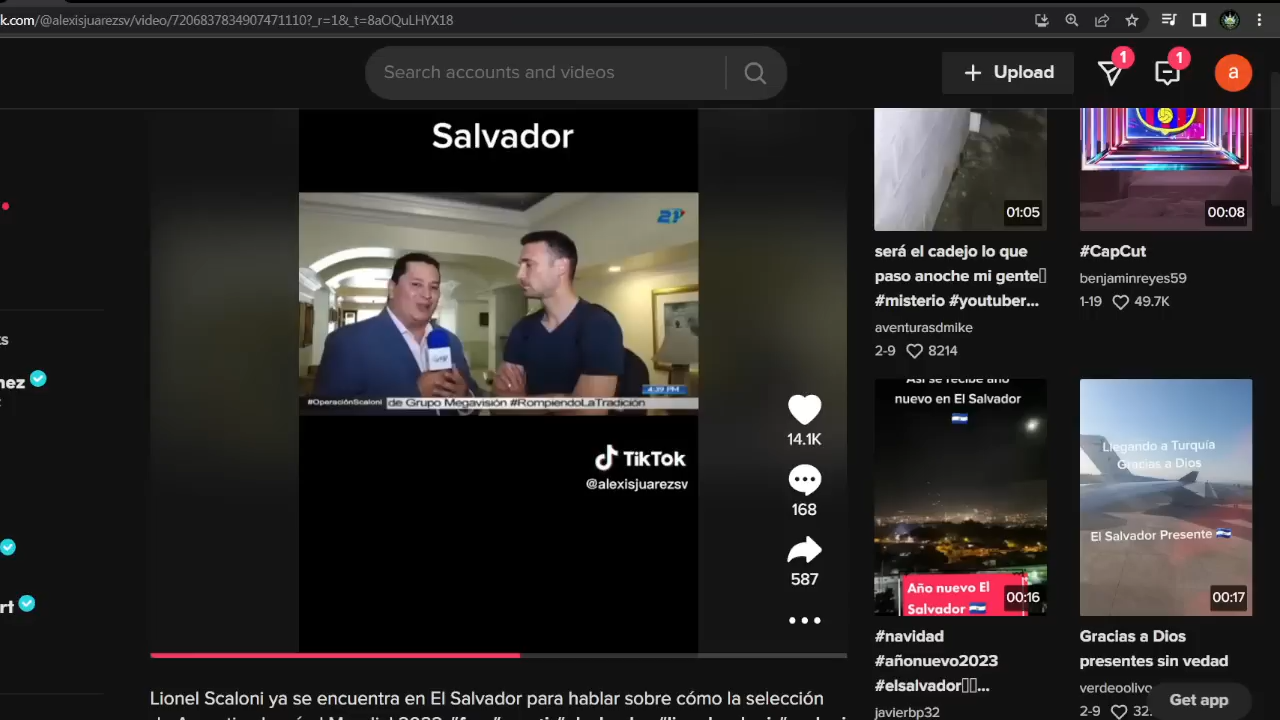 k.com/@alexisjuarezsv/video/7206837834907471110?_r=1&_t=8aOQuLHYX18
Search accounts and videos
Upload
1
1
a
Salvador
21
4:39 PM
#OperaciónScaloni
de Grupo Megavisión #RompiendoLaTradición
TikTok
@alexisjuarezsv
14.1K
168
587
Lionel Scaloni ya se encuentra en El Salvador para hablar sobre cómo la selección
01:05
será el cadejo lo que
paso anoche mi gente
#misterio #youtuber...
aventurasdmike
2-9
8214
00:08
#CapCut
benjaminreyes59
1-19
49.7K
Así se recibe año
nuevo en El Salvador
Año nuevo El
Salvador
00:16
#navidad
#añonuevo2023
#elsalvador
javierbp32
Llegando a Turquía
Gracias a Dios
El Salvador Presente
00:17
Gracias a Dios
presentes sin vedad
verdeolivo
2-9
32.
Get app
nez
rt